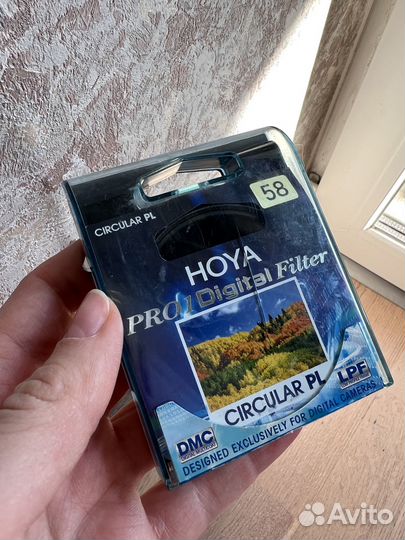 CIRCULAR PL
58
HOYA
PRO1 Digital Filter
CIRCULAR PL
DMC
LPF
DESIGNED EXCLUSIVELY FOR DIGITAL CAMERAS
Avito